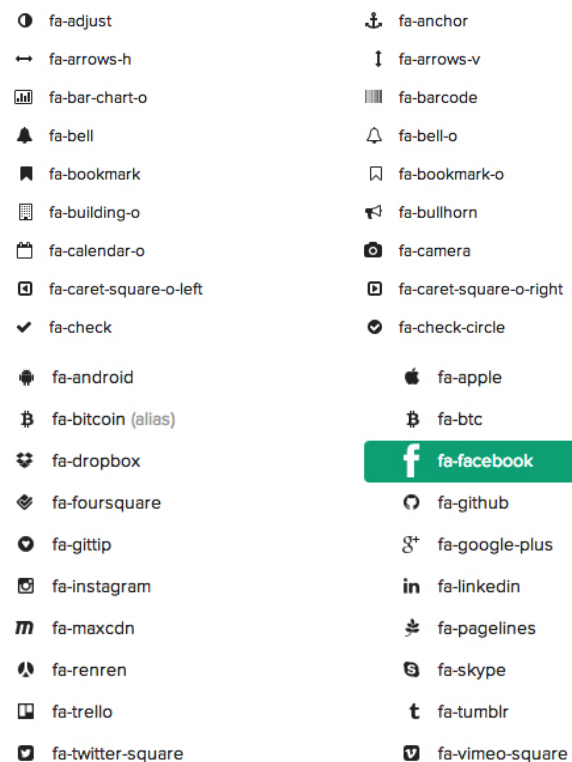 fa-adjust fa-anchor
fa-arrows-h fa-arrows-v
fa-bar-chart-o fa-barcode
fa-bell fa-bell-o
fa-bookmark fa-bookmark-o
fa-building-o fa-bullhorn
fa-calendar-o fa-camera
fa-caret-square-o-left fa-caret-square-o-right
fa-check fa-check-circle
fa-android fa-apple
fa-bitcoin (alias) fa-btc
fa-dropbox fa-facebook
fa-foursquare fa-github
fa-gittip fa-google-plus
fa-instagram fa-linkedin
fa-maxcdn fa-pagelines
fa-renren fa-skype
fa-trello fa-tumblr
fa-twitter-square fa-vimeo-square